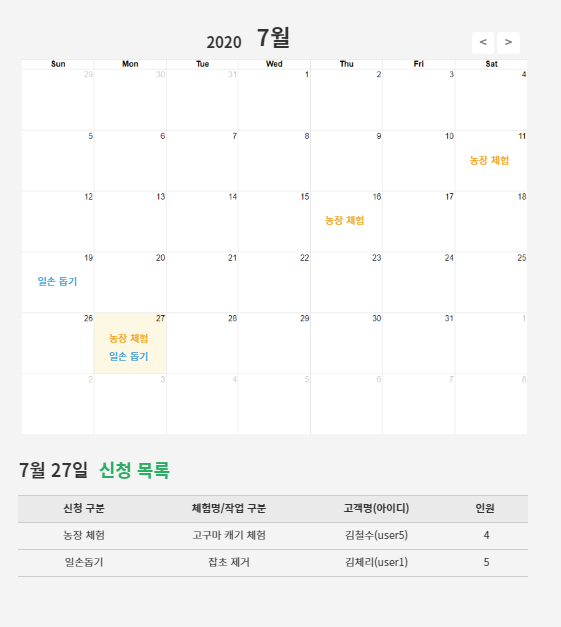 2020 7월
< >
Sun Mon Tue Wed Thu Fri Sat
29 30 31 1 2 3 4
5 6 7 8 9 10 11
농장 체험
12 13 14 15 16 17 18
농장 체험
19 20 21 22 23 24 25
일손 돕기
26 27 28 29 30 31 1
농장 체험
일손 돕기
2 3 4 5 6 7 8
7월 27일 신청 목록
신청 구분 체험명/작업 구분 고객명(아이디) 인원
농장 체험 고구마 캐기 체험 김철수(user5) 4
일손돕기 잡초 제거 김체리(user1) 5